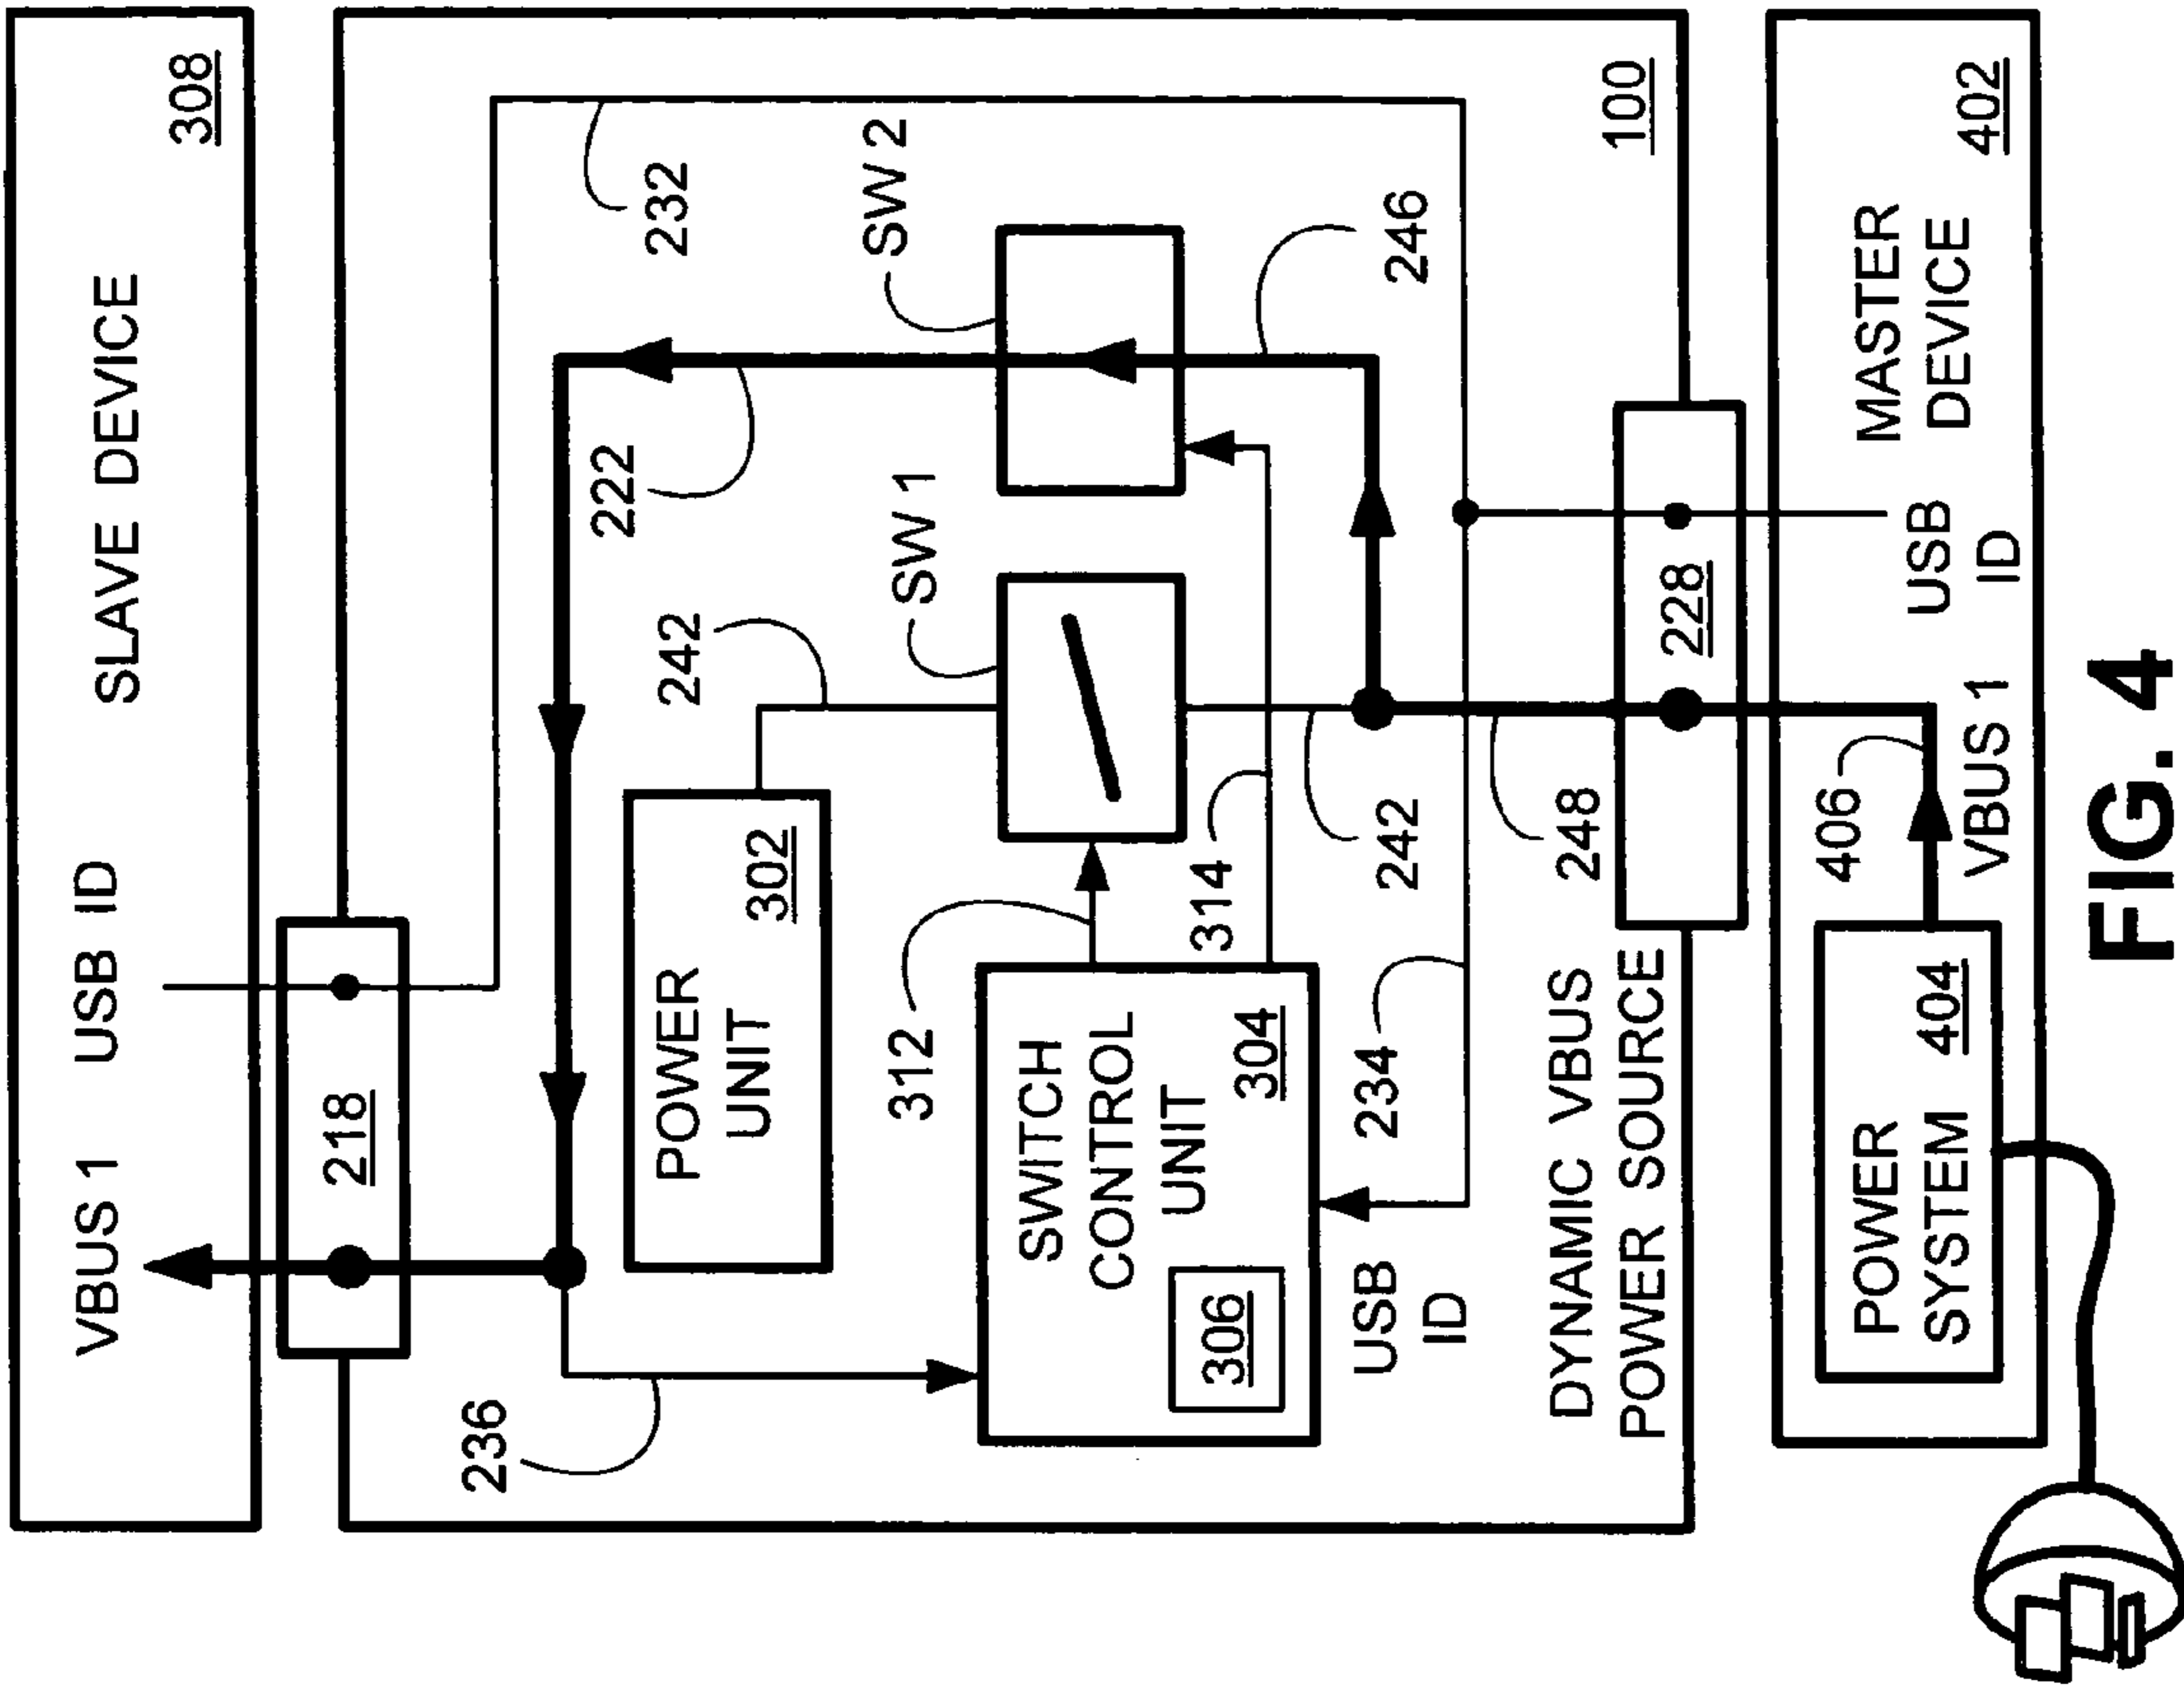 SLAVE DEVICE
308
VBUS 1
USB ID
218
232
222
236
POWER
UNIT
302
242
SW 1
SW 2
312
SWITCH
CONTROL
UNIT
304
306
314
242
246
USB
ID
234
248
DYNAMIC VBUS
POWER SOURCE
100
228
POWER
SYSTEM
404
406
VBUS 1
USB
ID
MASTER
DEVICE
402
FIG. 4